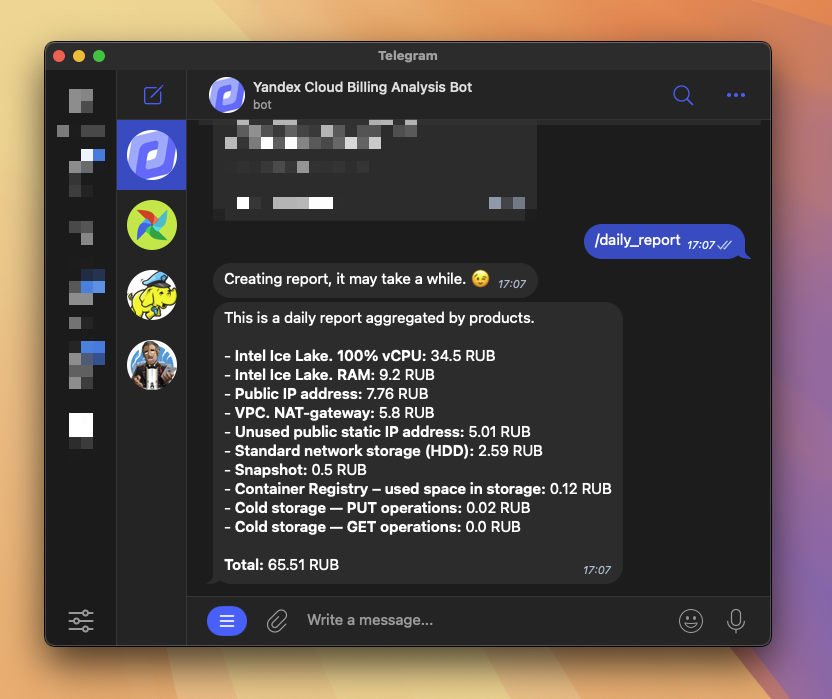 Telegram
Yandex Cloud Billing Analysis Bot
bot
/daily_report 17:07
Creating report, it may take a while. 😉 17:07
This is a daily report aggregated by products.
- Intel Ice Lake. 100% vCPU: 34.5 RUB
- Intel Ice Lake. RAM: 9.2 RUB
- Public IP address: 7.76 RUB
- VPC. NAT-gateway: 5.8 RUB
- Unused public static IP address: 5.01 RUB
- Standard network storage (HDD): 2.59 RUB
- Snapshot: 0.5 RUB
- Container Registry – used space in storage: 0.12 RUB
- Cold storage — PUT operations: 0.02 RUB
- Cold storage — GET operations: 0.0 RUB
Total: 65.51 RUB
17:07
Write a message...